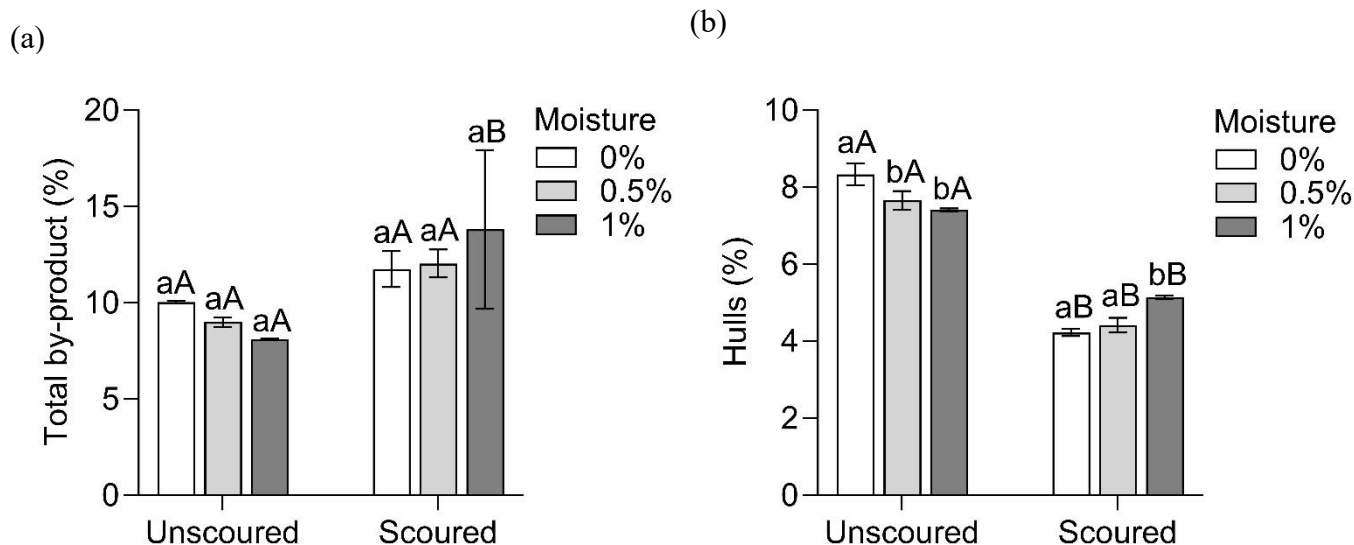 (a)
Total by-product (%)
20
15
10
5
0
aA
aA
aA
aA
aA
aB
Unscoured
Scoured
Moisture
0%
0.5%
1%
(b)
Hulls (%)
10
8
6
4
2
0
aA
bA
bA
aB
aB
bB
Unscoured
Scoured
Moisture
0%
0.5%
1%